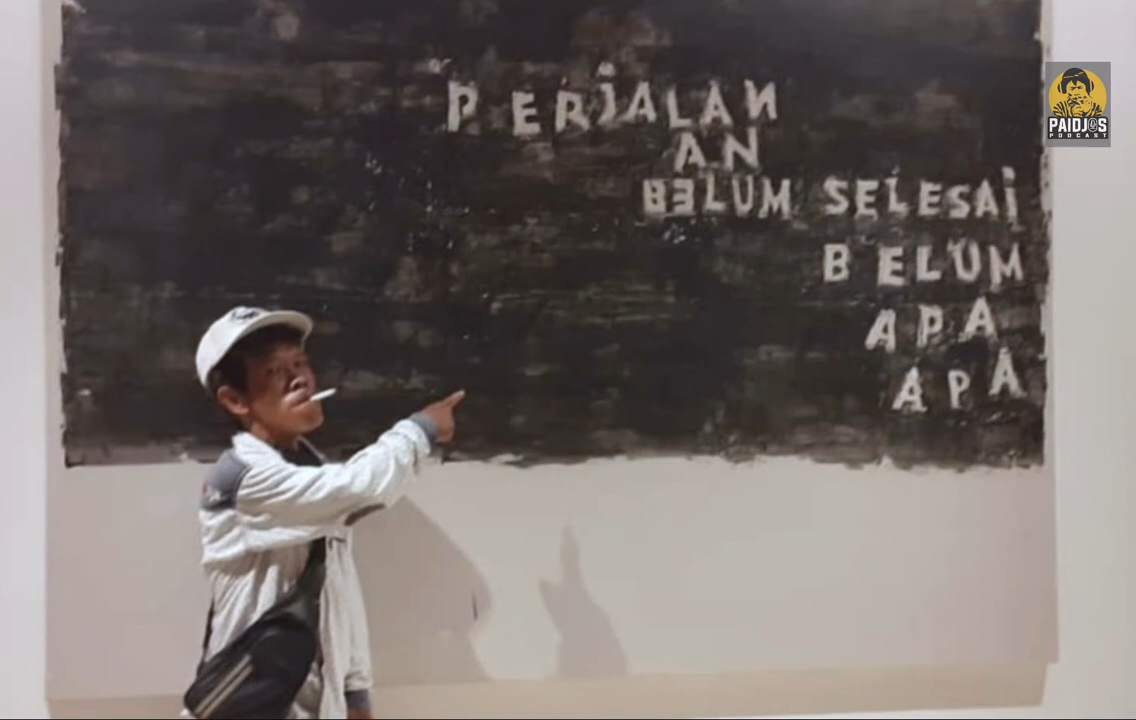 PERJALAN
AN
BELUM SELESAI
BELUM
APA
APA
PAIDJOS
PODCAST